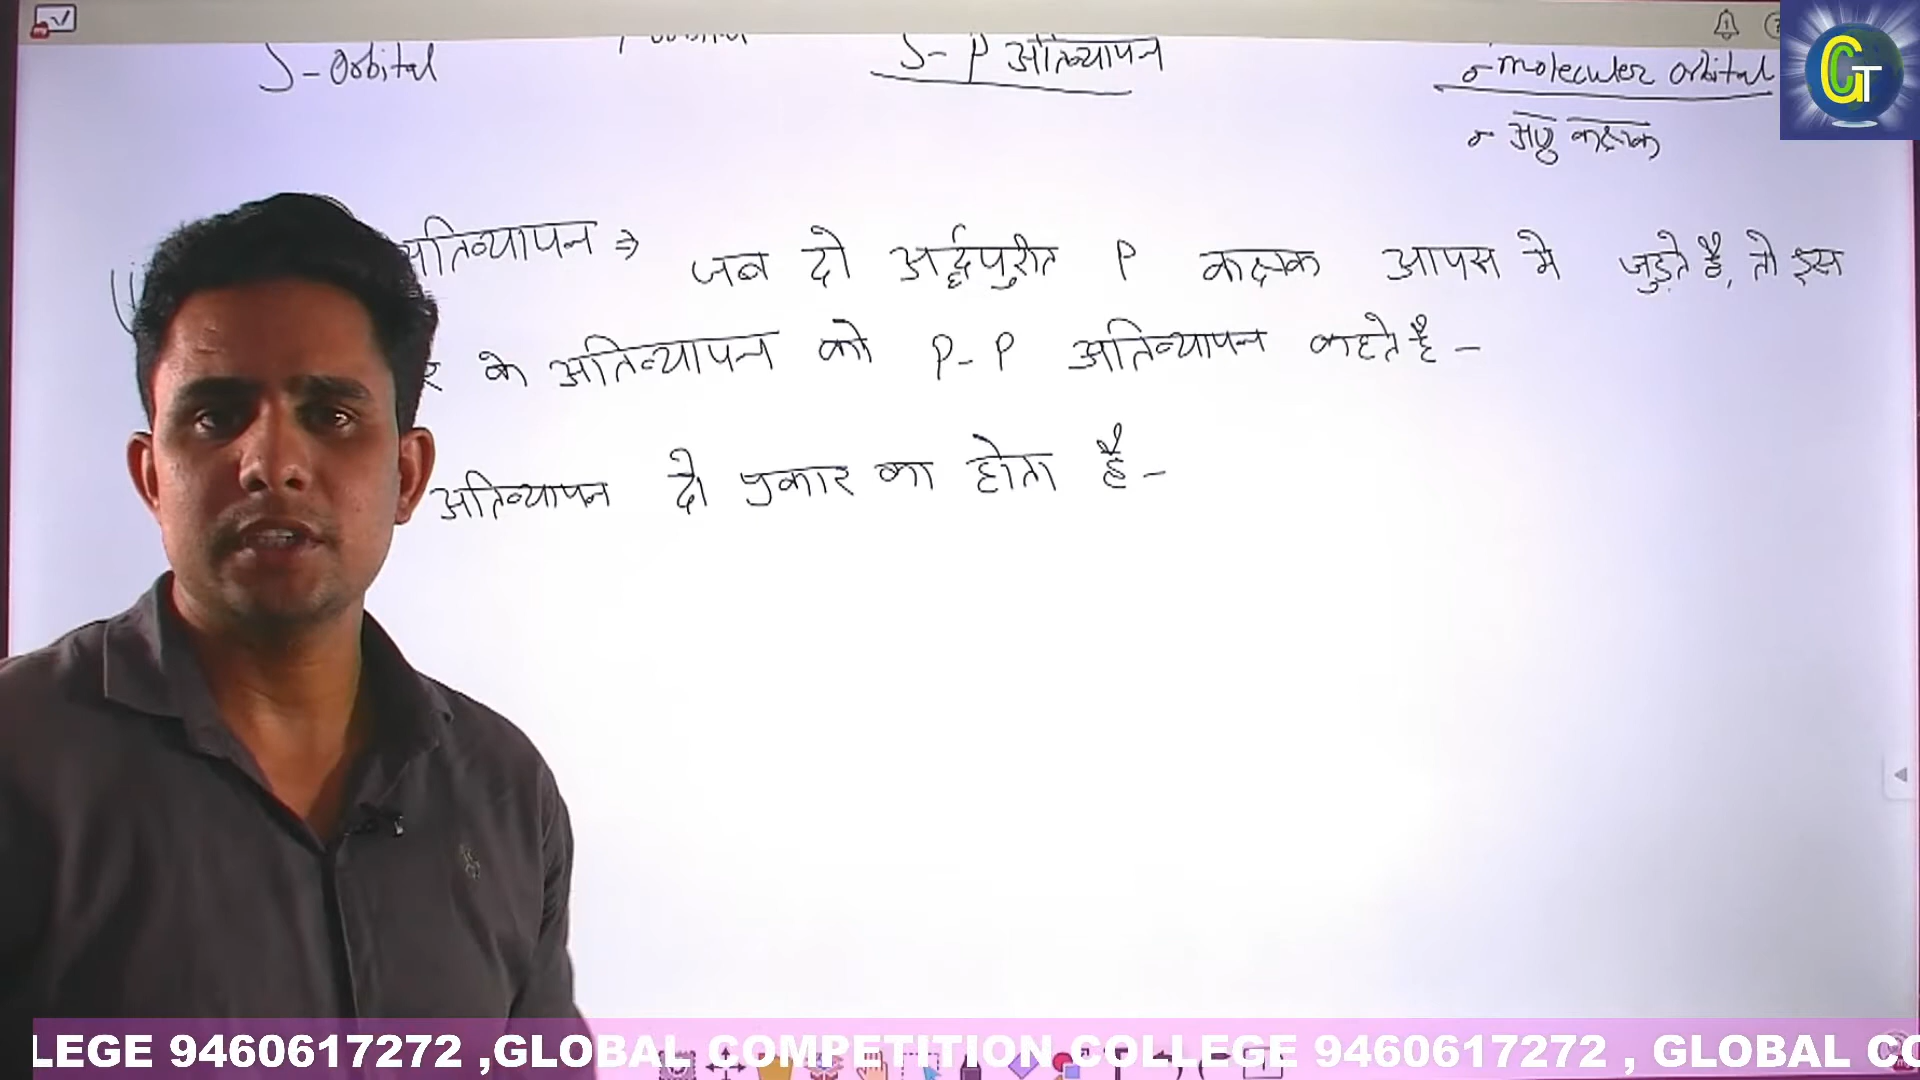 S-Orbital
S-P अतिव्यापन
σ-molecular orbital
σ- अणु कक्षक
अतिव्यापन ⇒ जब दो अर्द्धपुरीत P कक्षक आपस मे जुड़ते है, तो इस
र के अतिव्यापन को P-P अतिव्यापन कहते है -
अतिव्यापन दो प्रकार का होता है -
GT
LEGE 9460617272 ,GLOBAL COMPETITION COLLEGE 9460617272 , GLOBAL CO